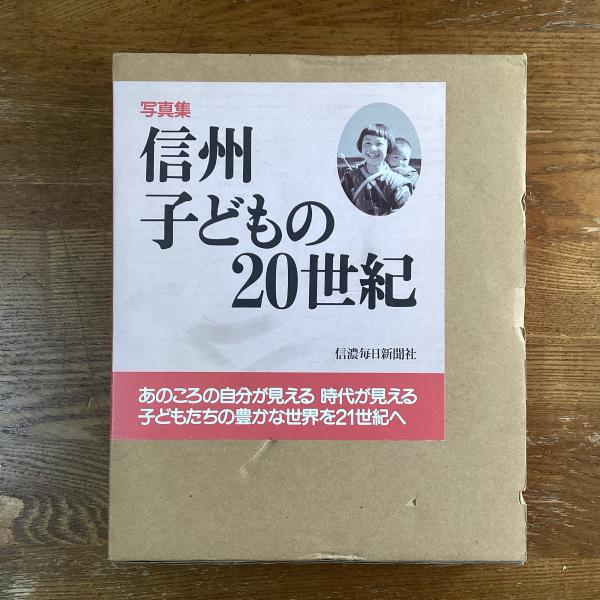 写真集
信州
子どもの
20世紀
信濃毎日新聞社
あのころの自分が見える 時代が見える
子どもたちの豊かな世界を21世紀へ